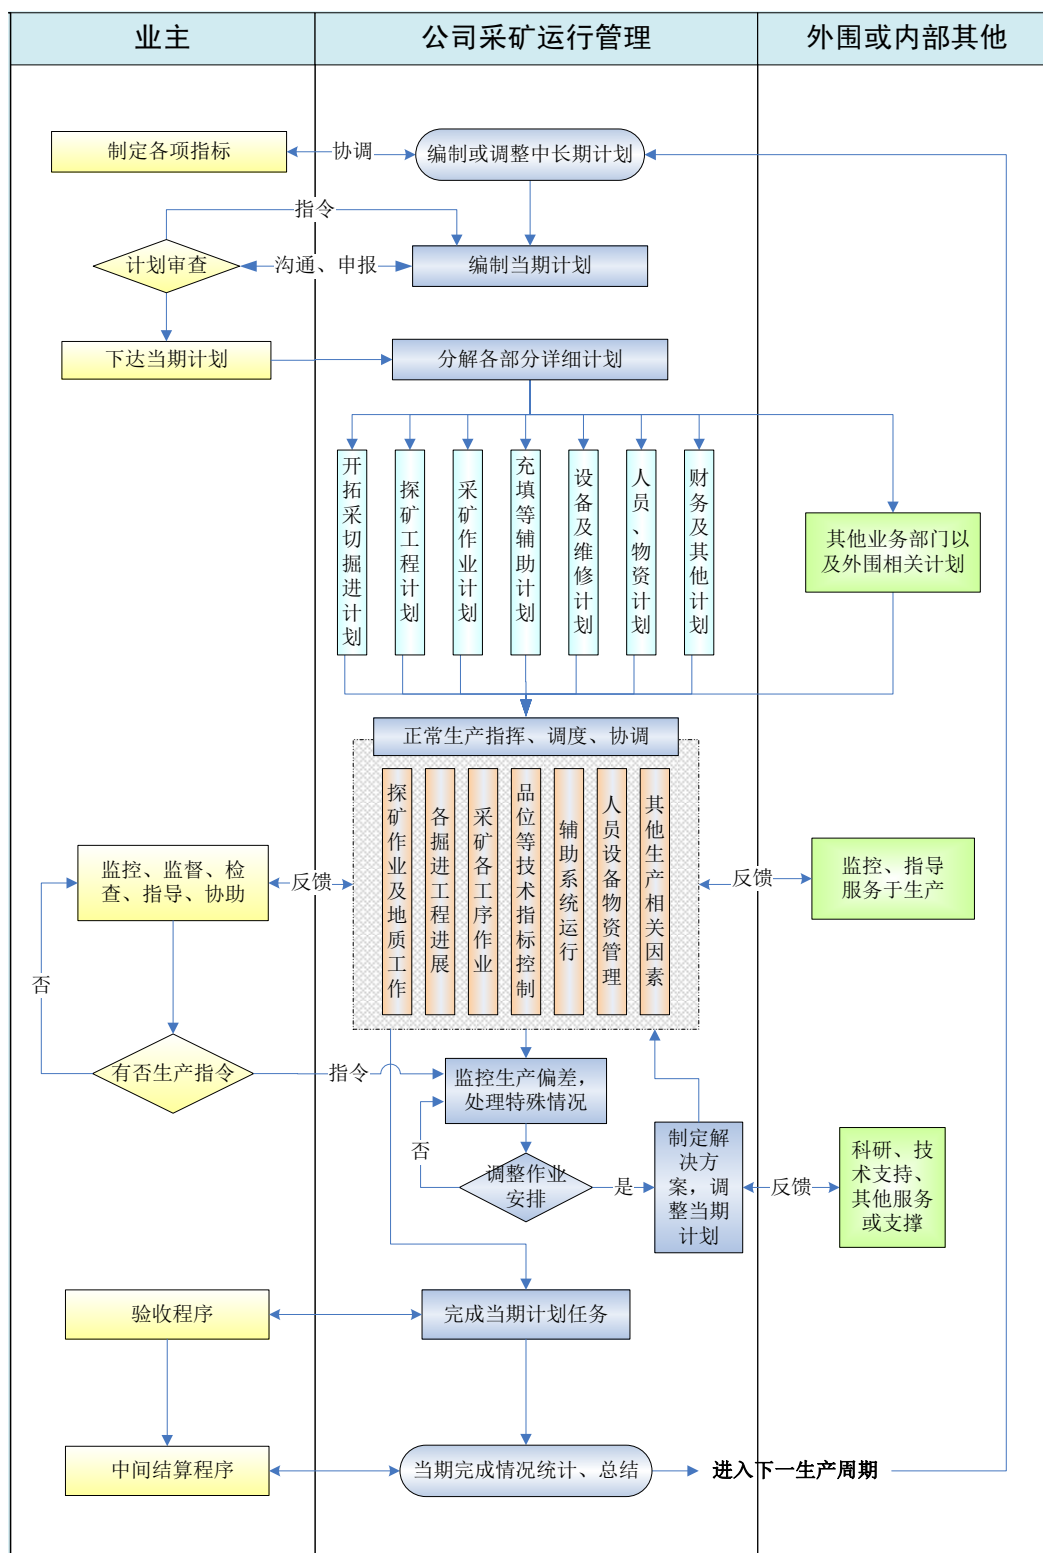 业主
公司采矿运行管理
外围或内部其他
制定各项指标
协调
编制或调整中长期计划
指令
计划审查
沟通、申报
编制当期计划
下达当期计划
分解各部分详细计划
开拓采切掘进计划
探矿工程计划
采矿作业计划
充填等辅助计划
设备及维修计划
人员、物资计划
财务及其他计划
其他业务部门以
及外围相关计划
正常生产指挥、调度、协调
探矿作业及地质工作
各掘进工程进展
采矿各工序作业
品位等技术指标控制
辅助系统运行
人员设备物资管理
其他生产相关因素
监控、监督、检
查、指导、协助
反馈
反馈
监控、指导
服务于生产
否
有否生产指令
指令
监控生产偏差，
处理特殊情况
否
调整作业
安排
是
制定解
决方
案，调
整当期
计划
反馈
科研、技
术支持、
其他服务
或支撑
验收程序
完成当期计划任务
中间结算程序
当期完成情况统计、总结
进入下一生产周期